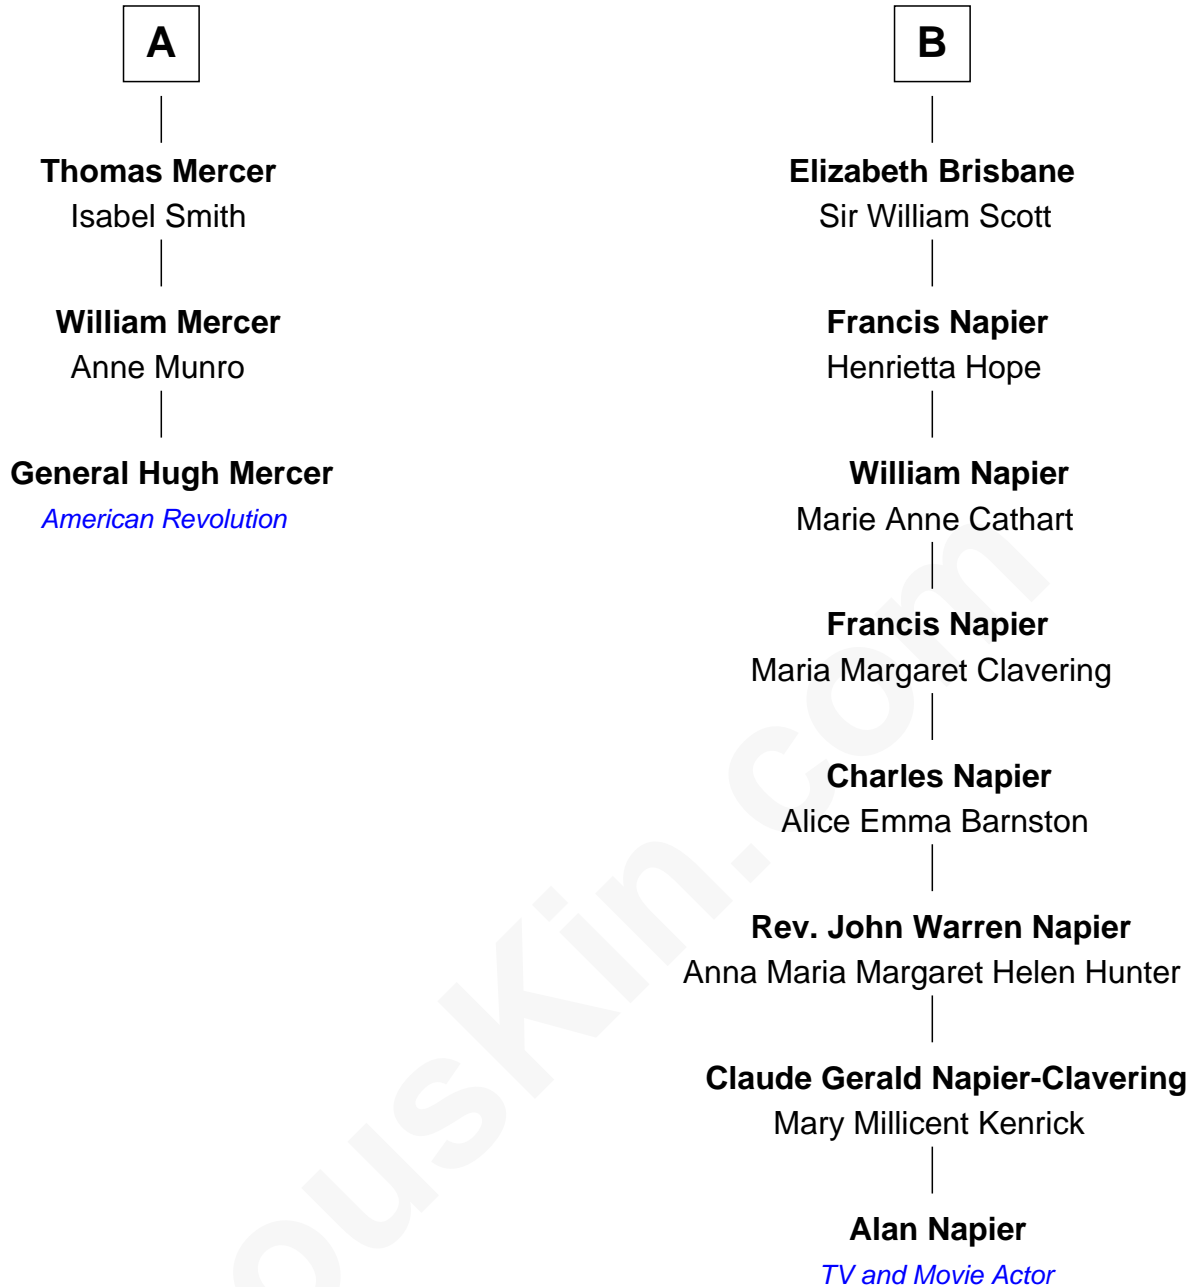 A
Thomas Mercer
Isabel Smith
William Mercer
Anne Munro
General Hugh Mercer
American Revolution
B
Elizabeth Brisbane
Sir William Scott
Francis Napier
Henrietta Hope
William Napier
Marie Anne Cathart
Francis Napier
Maria Margaret Clavering
Charles Napier
Alice Emma Barnston
Rev. John Warren Napier
Anna Maria Margaret Helen Hunter
Claude Gerald Napier-Clavering
Mary Millicent Kenrick
Alan Napier
TV and Movie Actor
ousKin.com